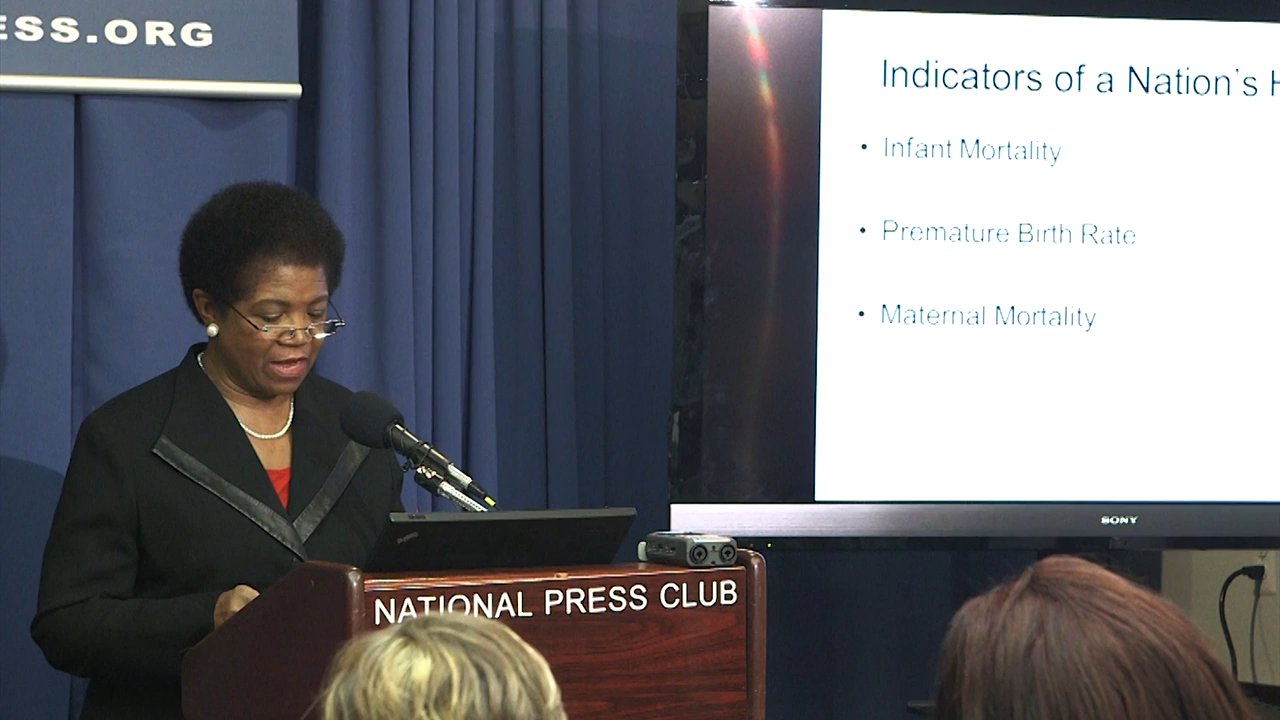 ESS.ORG
Indicators of a Nation's H
• Infant Mortality
• Premature Birth Rate
• Maternal Mortality
SONY
NATIONAL PRESS CLUB